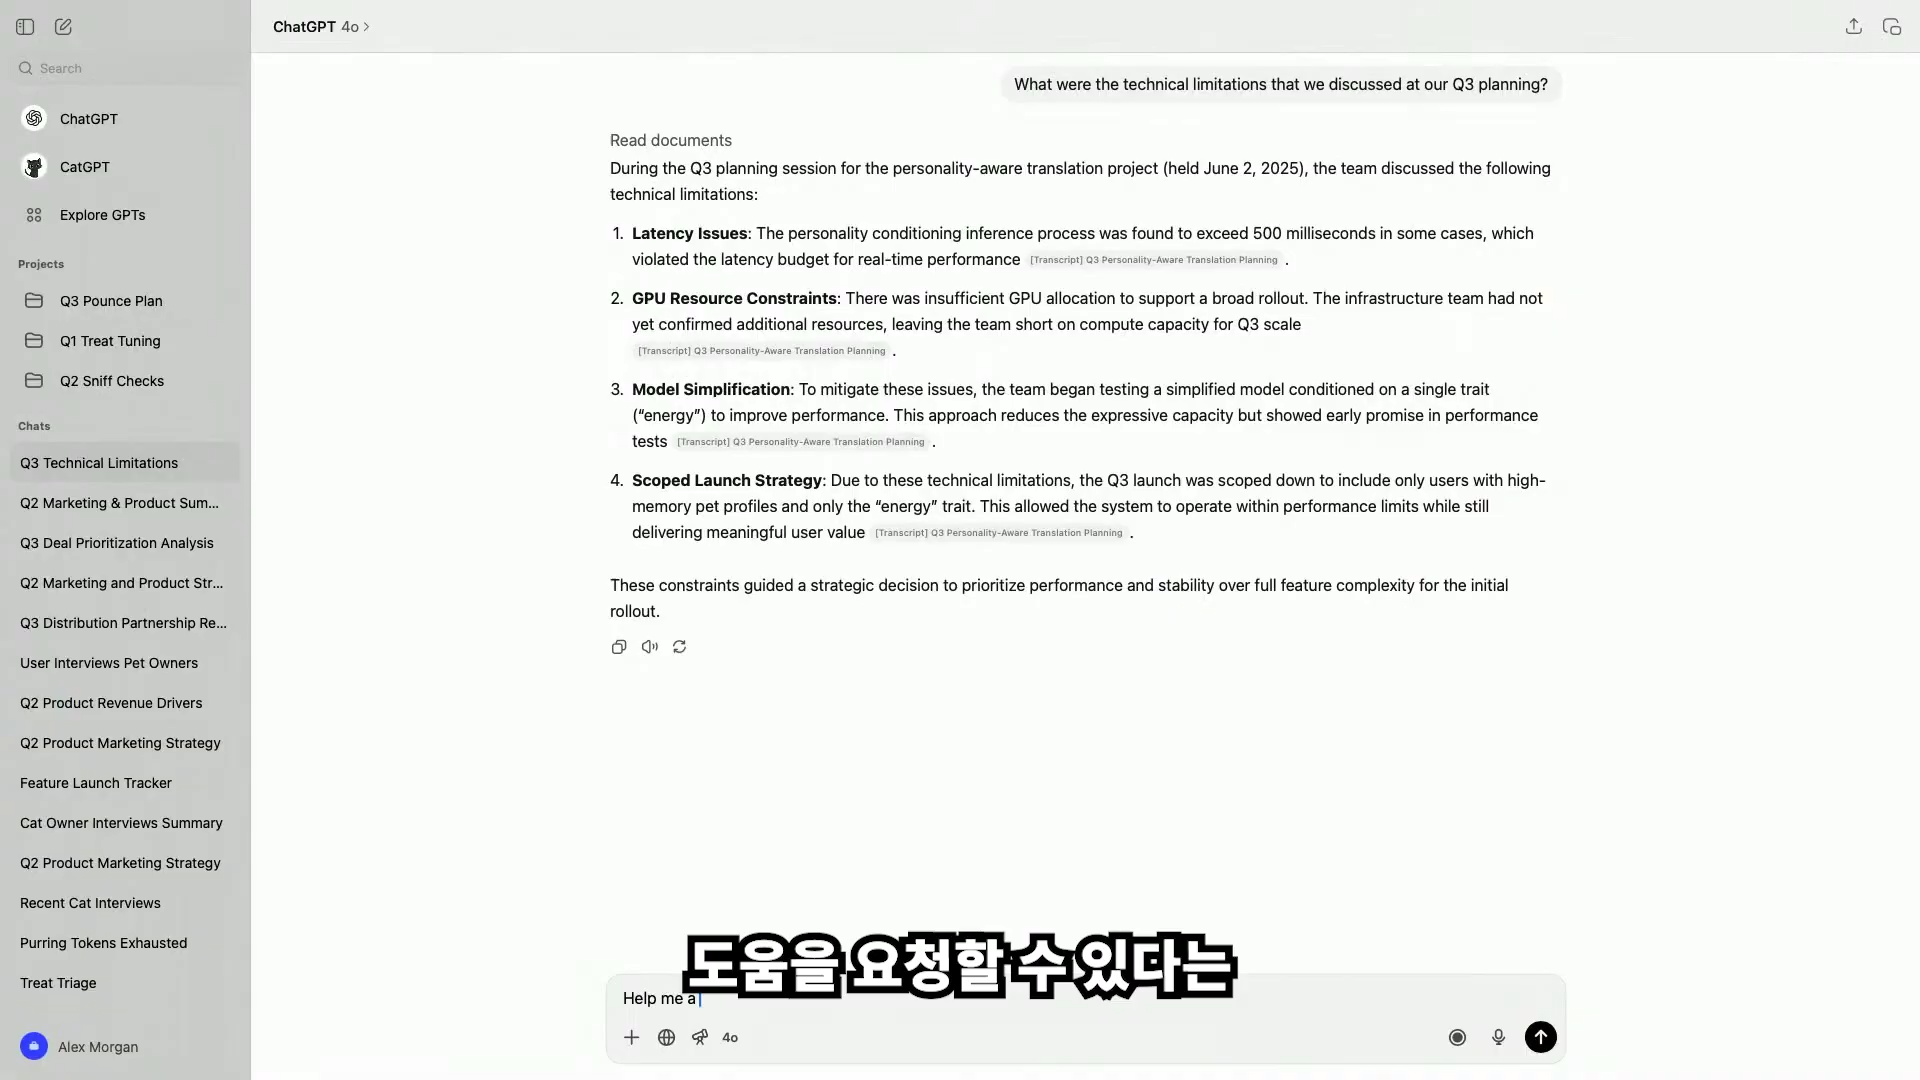 ChatGPT 4o >
Search
ChatGPT
CatGPT
Explore GPTs
Projects
Q3 Pounce Plan
Q1 Treat Tuning
Q2 Sniff Checks
Chats
Q3 Technical Limitations
Q2 Marketing & Product Sum...
Q3 Deal Prioritization Analysis
Q2 Marketing and Product Str...
Q3 Distribution Partnership Re...
User Interviews Pet Owners
Q2 Product Revenue Drivers
Q2 Product Marketing Strategy
Feature Launch Tracker
Cat Owner Interviews Summary
Q2 Product Marketing Strategy
Recent Cat Interviews
Purring Tokens Exhausted
Treat Triage
Alex Morgan
What were the technical limitations that we discussed at our Q3 planning?
Read documents
During the Q3 planning session for the personality-aware translation project (held June 2, 2025), the team discussed the following
technical limitations:
1. Latency Issues: The personality conditioning inference process was found to exceed 500 milliseconds in some cases, which
violated the latency budget for real-time performance [Transcript] Q3 Personality-Aware Translation Planning .
2. GPU Resource Constraints: There was insufficient GPU allocation to support a broad rollout. The infrastructure team had not
yet confirmed additional resources, leaving the team short on compute capacity for Q3 scale
[Transcript] Q3 Personality-Aware Translation Planning .
3. Model Simplification: To mitigate these issues, the team began testing a simplified model conditioned on a single trait
(“energy”) to improve performance. This approach reduces the expressive capacity but showed early promise in performance
tests [Transcript] Q3 Personality-Aware Translation Planning .
4. Scoped Launch Strategy: Due to these technical limitations, the Q3 launch was scoped down to include only users with high-
memory pet profiles and only the “energy” trait. This allowed the system to operate within performance limits while still
delivering meaningful user value [Transcript] Q3 Personality-Aware Translation Planning .
These constraints guided a strategic decision to prioritize performance and stability over full feature complexity for the initial
rollout.
도움을 요청할 수 있다는
Help me a
4o